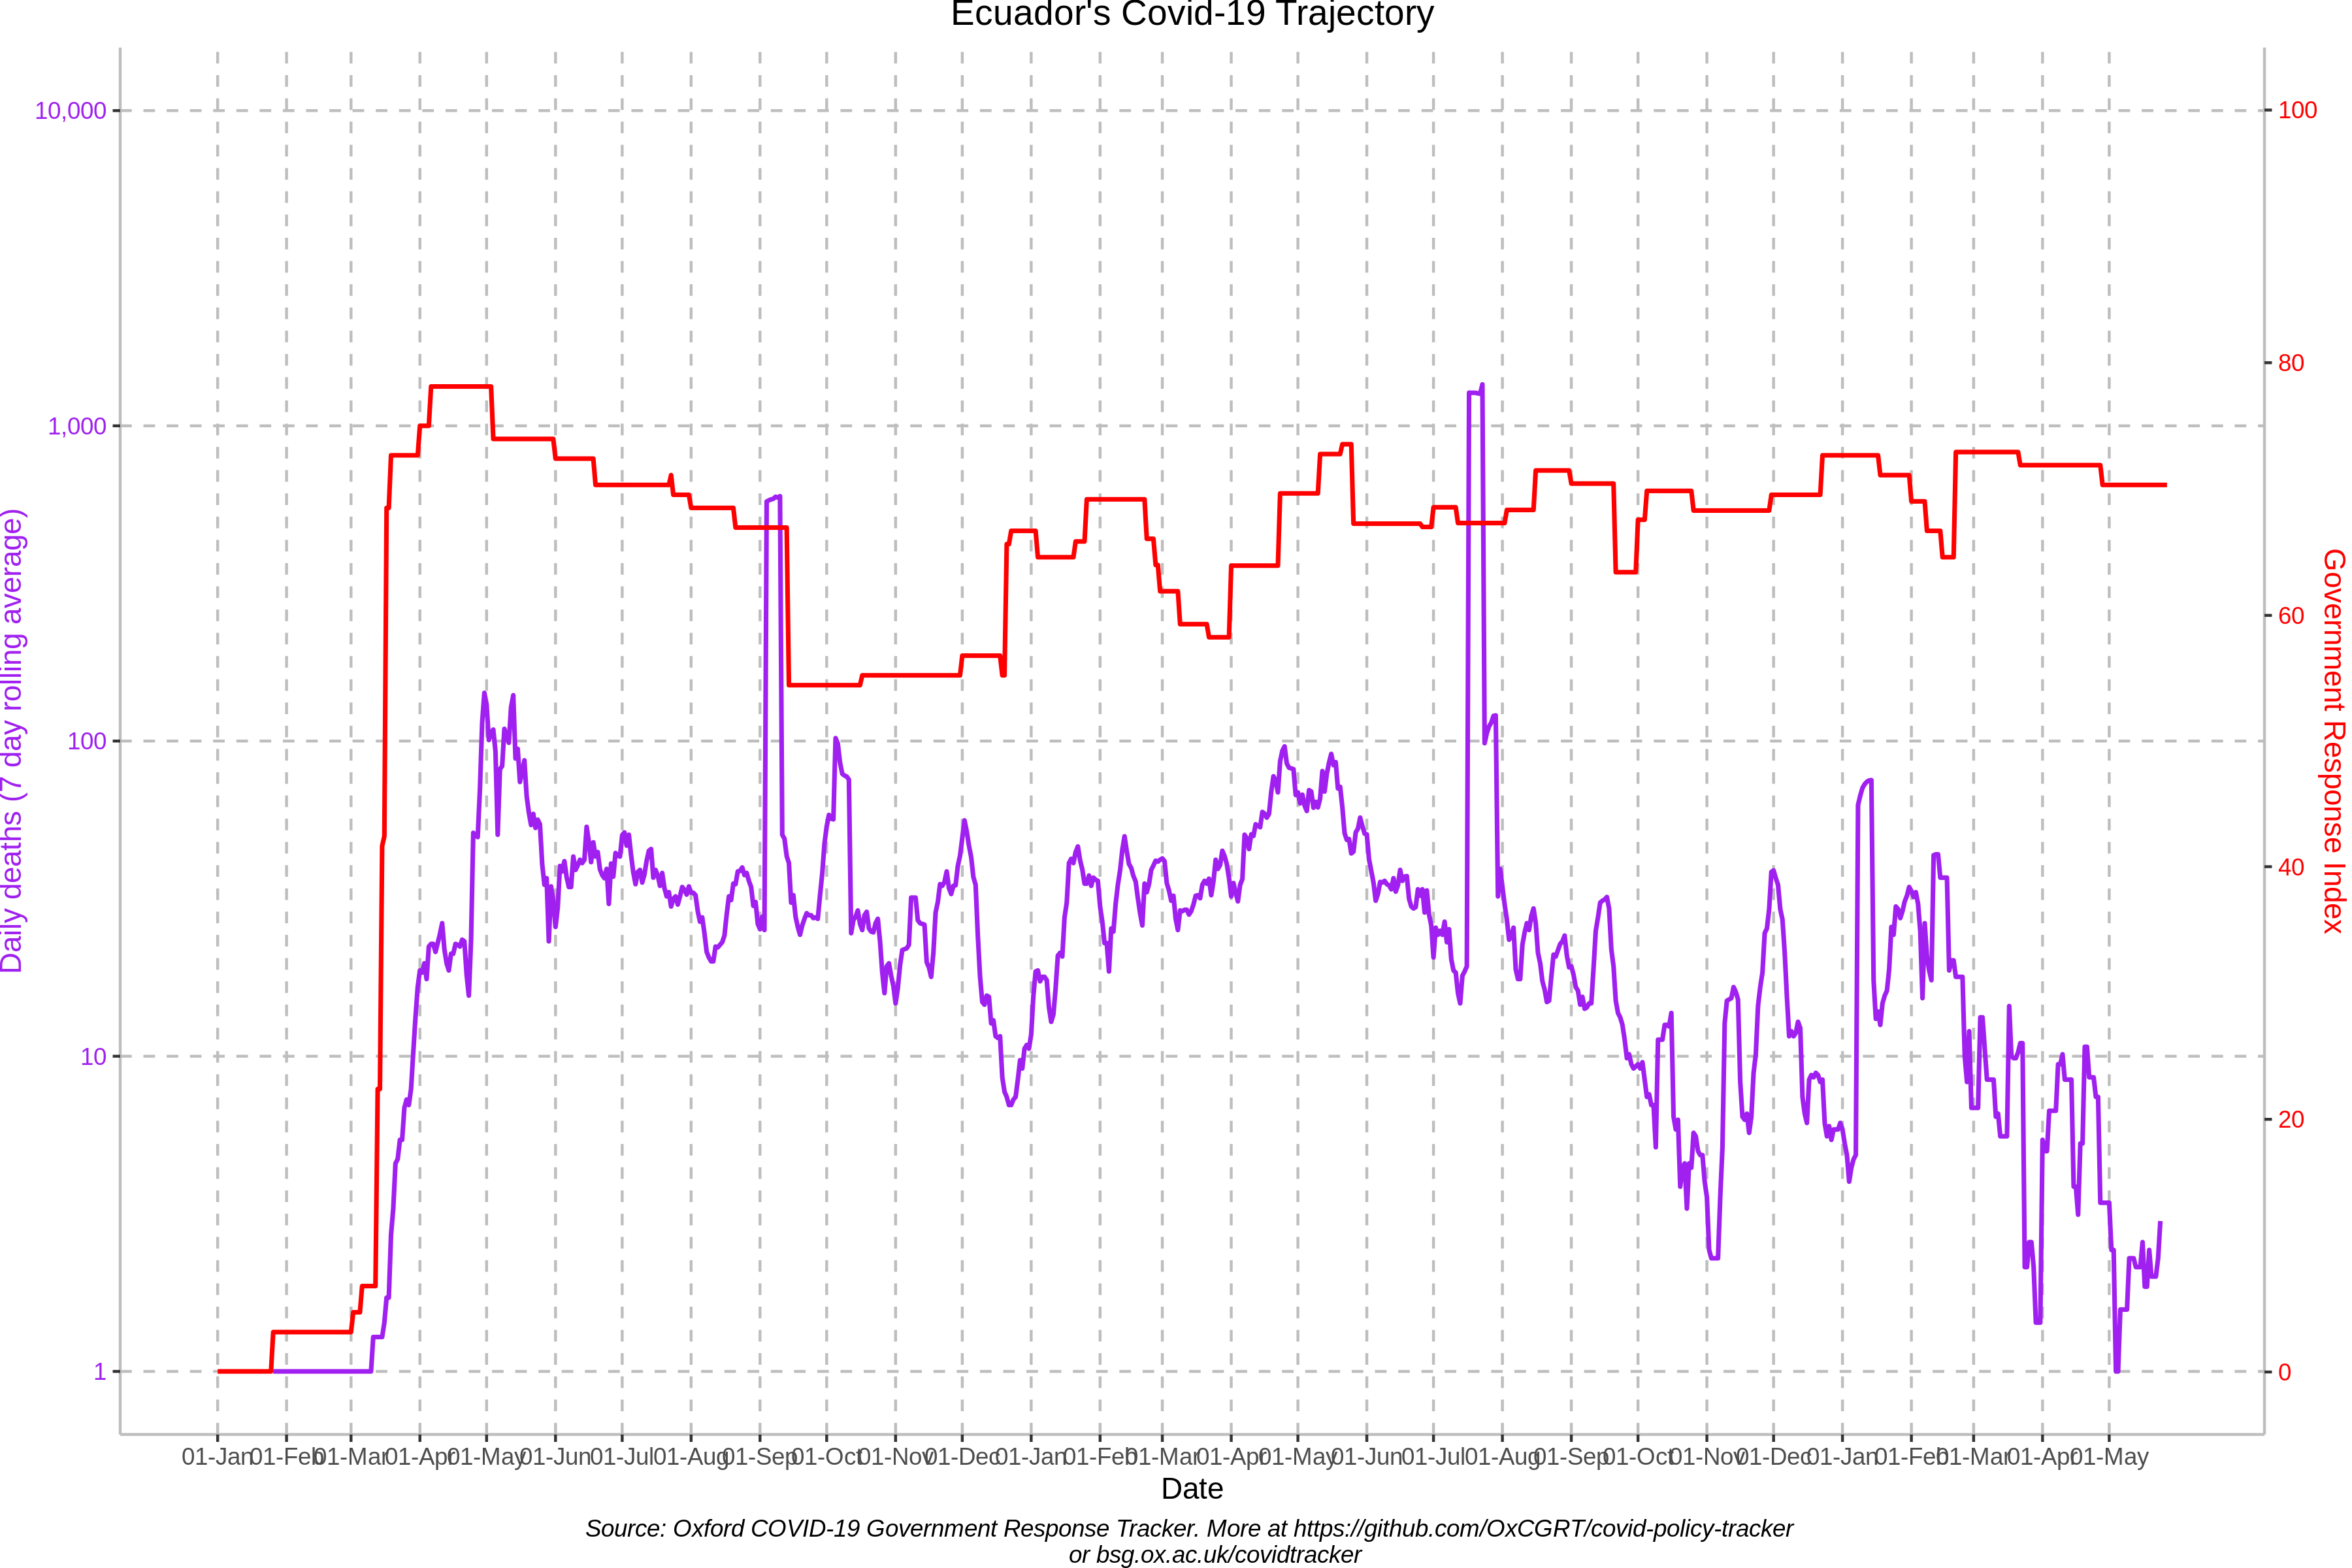 Ecuador's Covid-19 Trajectory
10,000
1,000
100
10
1
Daily deaths (7 day rolling average)
100
80
60
40
20
0
Government Response Index
01-Jan 01-Feb 01-Mar 01-Apr 01-May 01-Jun 01-Jul 01-Aug 01-Sep 01-Oct 01-Nov 01-Dec 01-Jan 01-Feb 01-Mar 01-Apr 01-May 01-Jun 01-Jul 01-Aug 01-Sep 01-Oct 01-Nov 01-Dec 01-Jan 01-Feb 01-Mar 01-Apr 01-May
Date
Source: Oxford COVID-19 Government Response Tracker. More at https://github.com/OxCGRT/covid-policy-tracker
or bsg.ox.ac.uk/covidtracker